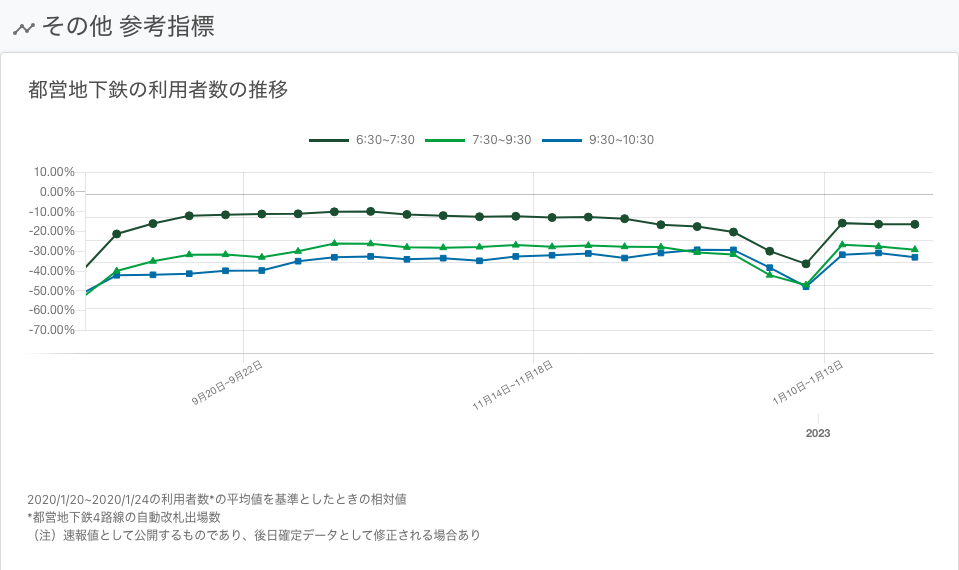 その他 参考指標
都営地下鉄の利用者数の推移
6:30~7:30 7:30~9:30 9:30~10:30
10.00%
0.00%
-10.00%
-20.00%
-30.00%
-40.00%
-50.00%
-60.00%
-70.00%
9月20日~9月22日
11月14日~11月18日
1月10日~1月13日
2023
2020/1/20~2020/1/24の利用者数*の平均値を基準としたときの相対値
*都営地下鉄4路線の自動改札出場数
（注）速報値として公開するものであり、後日確定データとして修正される場合あり